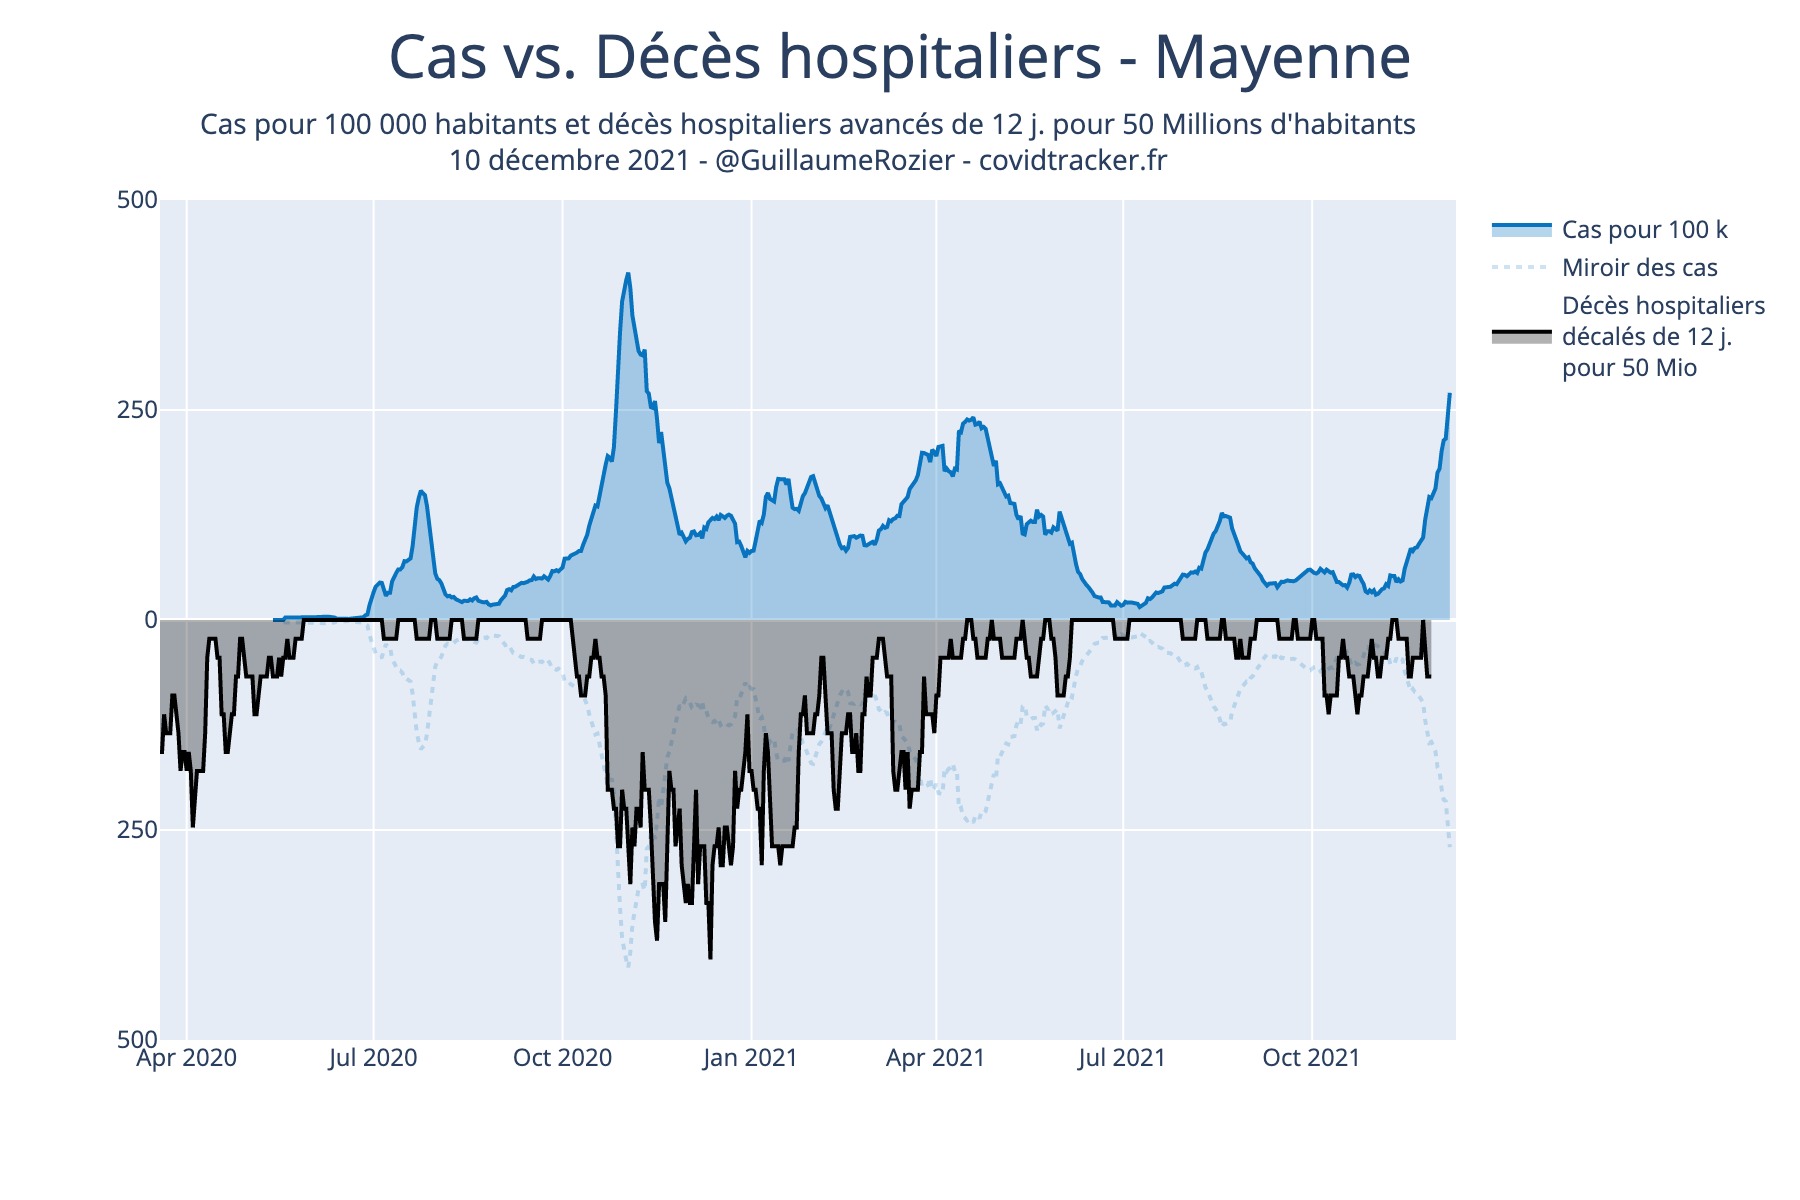 Cas vs. Décès hospitaliers - Mayenne
Cas pour 100 000 habitants et décès hospitaliers avancés de 12 j. pour 50 Millions d'habitants
10 décembre 2021 - @GuillaumeRozier - covidtracker.fr
500
250
0
250
500
Apr 2020
Jul 2020
Oct 2020
Jan 2021
Apr 2021
Jul 2021
Oct 2021
Cas pour 100 k
Miroir des cas
Décès hospitaliers
décalés de 12 j.
pour 50 Mio